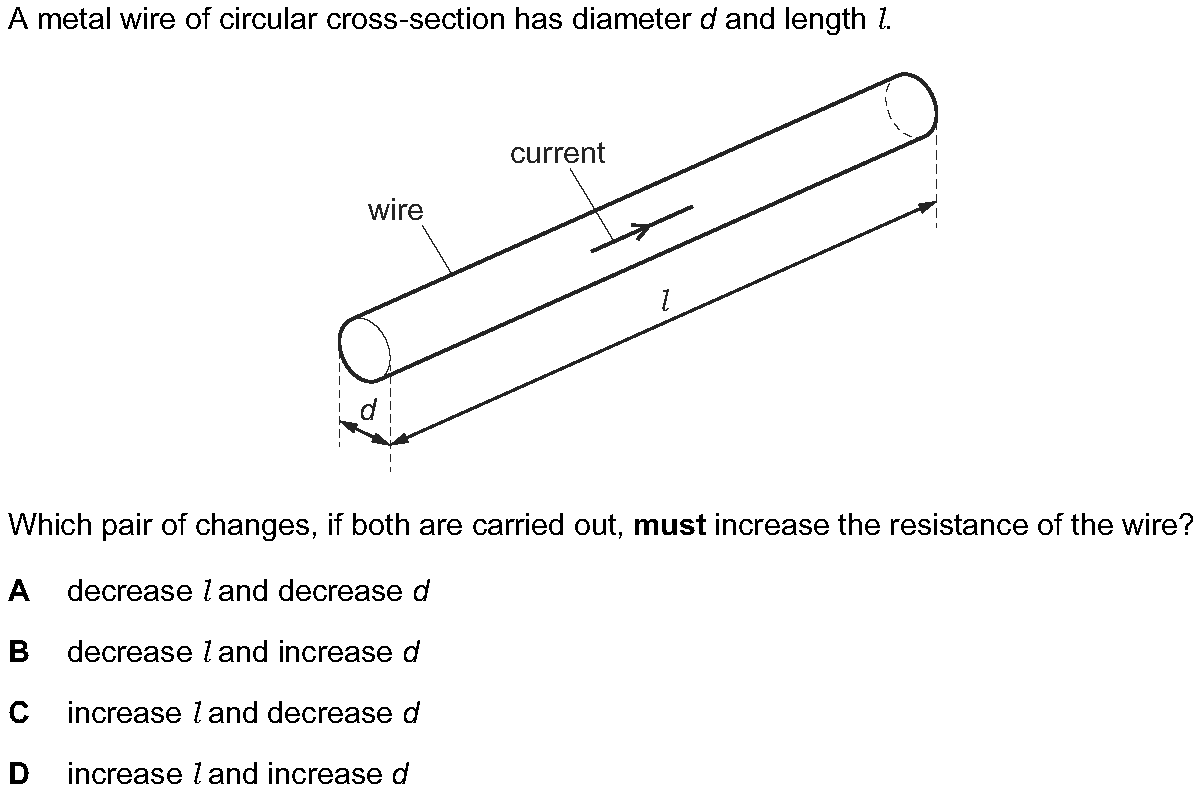 A metal wire of circular cross-section has diameter d and length l.
current
wire
l
d
Which pair of changes, if both are carried out, must increase the resistance of the wire?
A decrease l and decrease d
B decrease l and increase d
C increase l and decrease d
D increase l and increase d